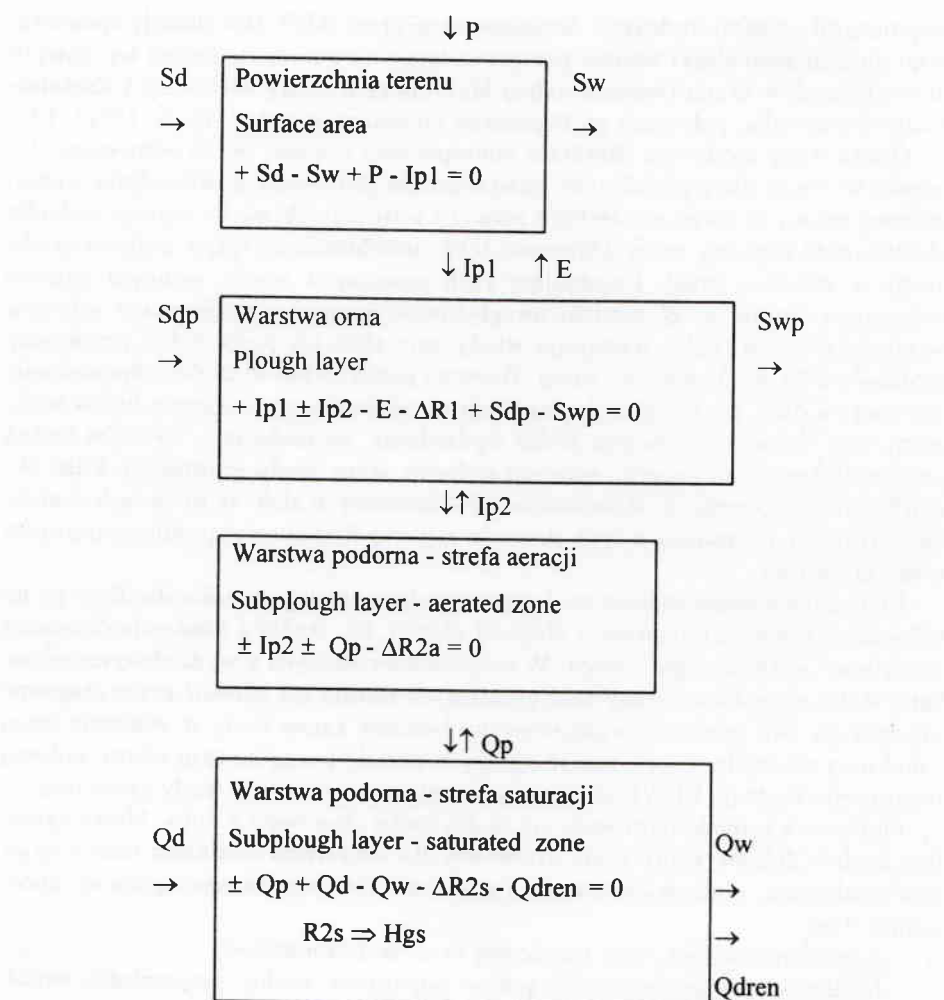 ↓ P
Sd Powierzchnia terenu Sw
→ Surface area →
+ Sd - Sw + P - Ip1 = 0
↓ Ip1 ↑ E
Sdp Warstwa orna Swp
→ Plough layer →
+ Ip1 ± Ip2 - E - ΔR1 + Sdp - Swp = 0
↓↑ Ip2
Warstwa podorna - strefa aeracji
Subplough layer - aerated zone
± Ip2 ± Qp - ΔR2a = 0
↓↑ Qp
Warstwa podorna - strefa saturacji
Qd Subplough layer - saturated zone Qw
→ ± Qp + Qd - Qw - ΔR2s - Qdren = 0 →
R2s ⇒ Hgs →
Qdren